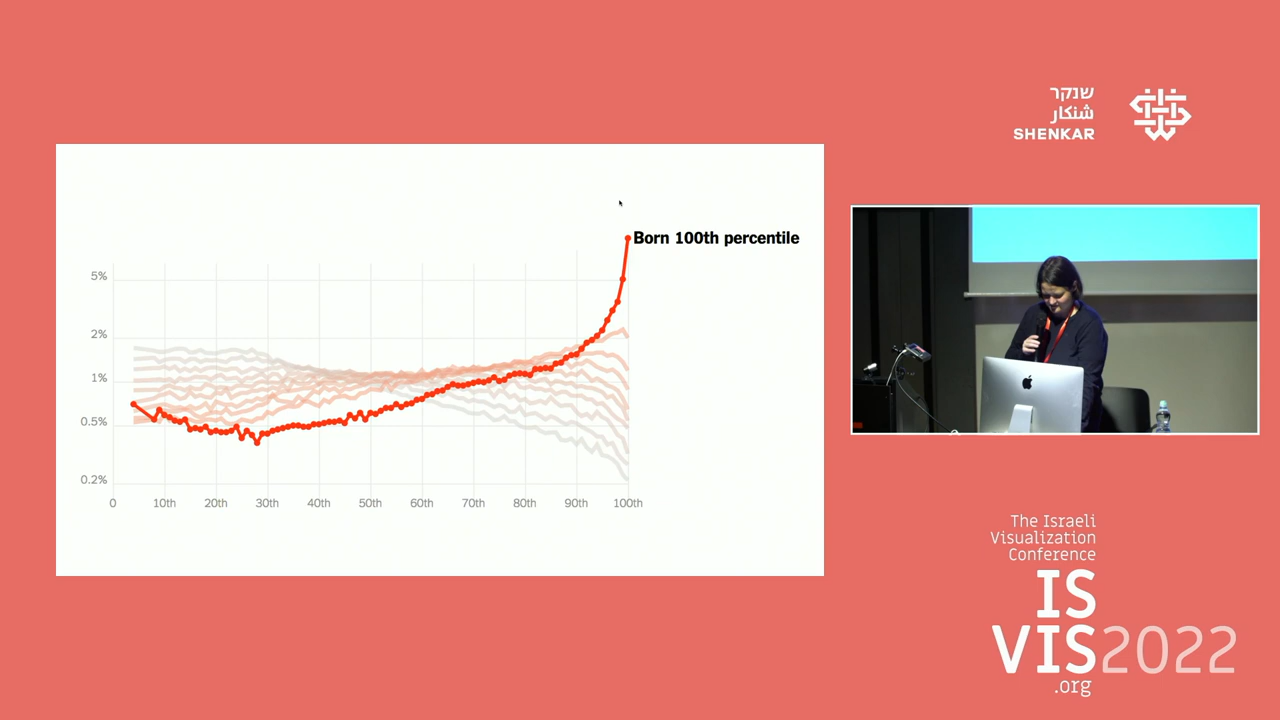 Born 100th percentile
5%
2%
1%
0.5%
0.2%
0
10th
20th
30th
40th
50th
60th
70th
80th
90th
100th
שנקר
شنكار
SHENKAR
The Israeli
Visualization
Conference
IS
VIS2022
.org